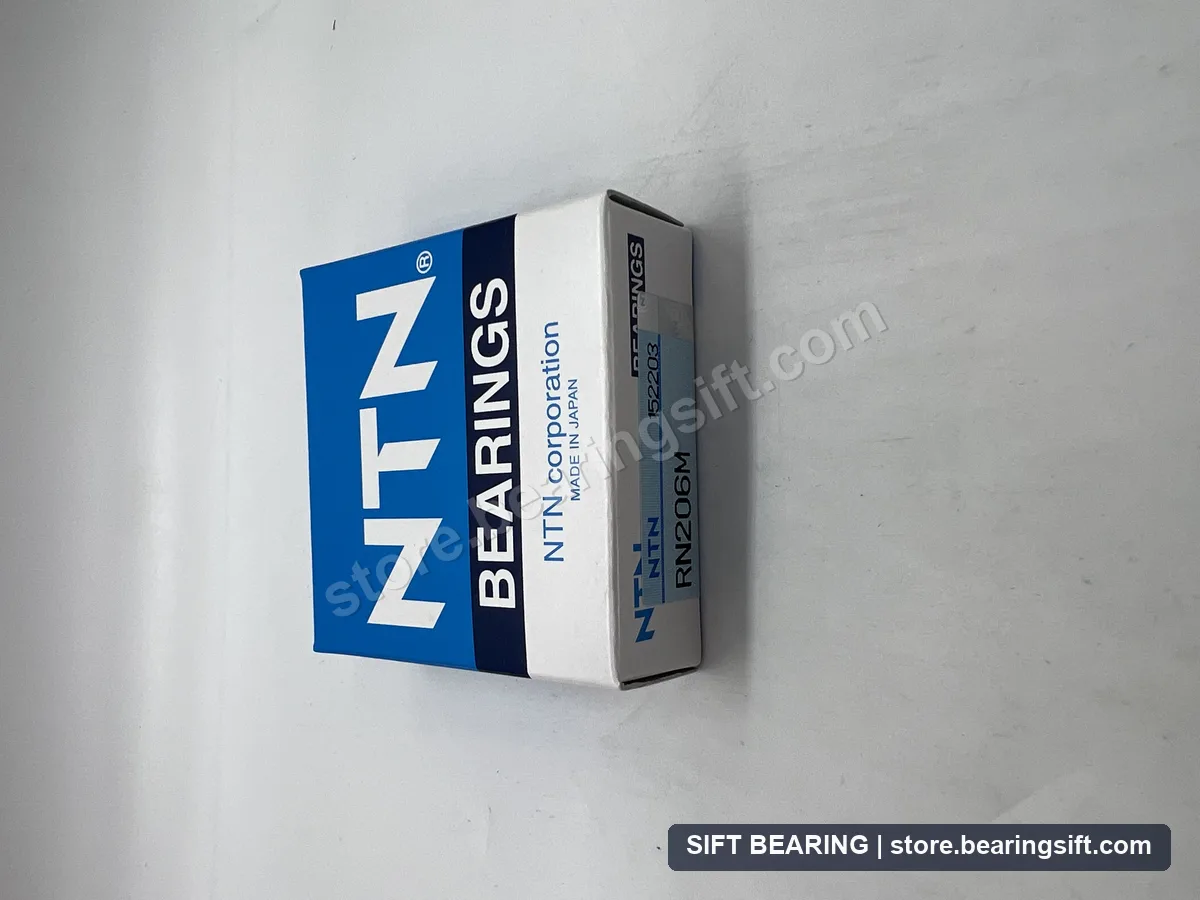 NTN®
BEARINGS
NTN corporation
MADE IN JAPAN
BEARINGS
NTN
NTN
152203
RN206M
store.bearingsift.com
SIFT BEARING | store.bearingsift.com